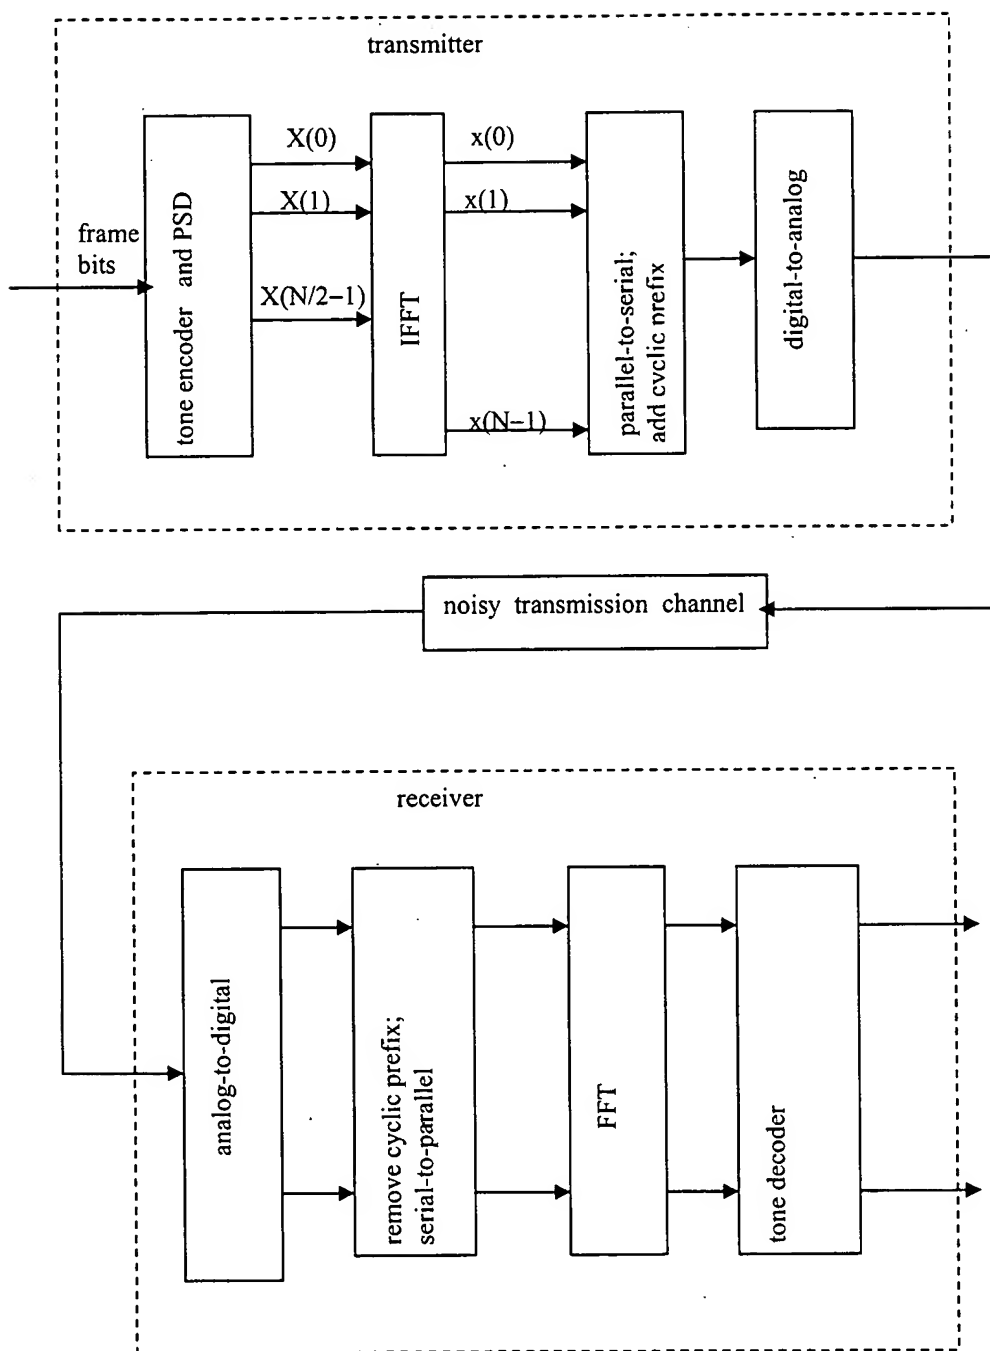 transmitter
frame
bits
tone encoder and PSD
X(0)
X(1)
X(N/2–1)
IFFT
x(0)
x(1)
x(N–1)
parallel-to-serial;
add cyclic prefix
digital-to-analog
noisy transmission channel
receiver
analog-to-digital
remove cyclic prefix;
serial-to-parallel
FFT
tone decoder